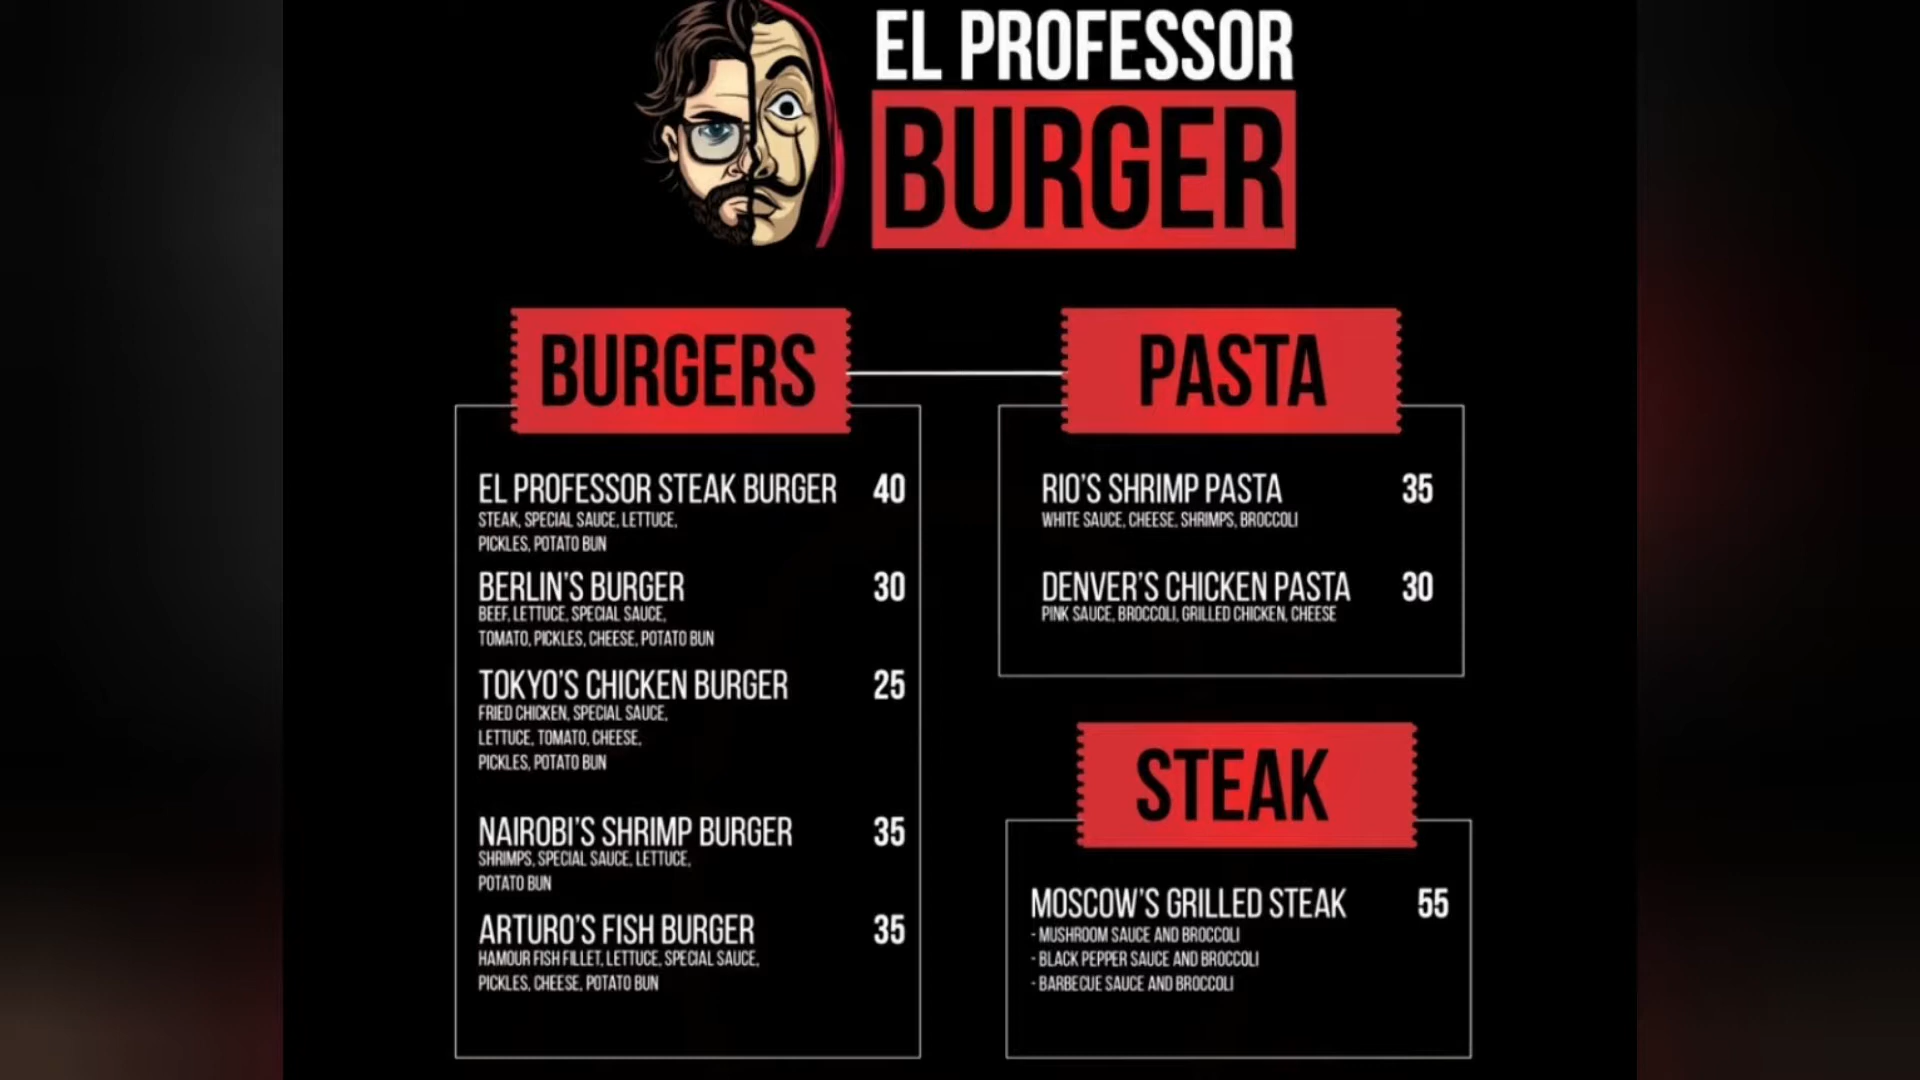 EL PROFESSOR
BURGER
BURGERS
EL PROFESSOR STEAK BURGER 40
STEAK, SPECIAL SAUCE, LETTUCE,
PICKLES, POTATO BUN
BERLIN'S BURGER 30
BEEF, LETTUCE, SPECIAL SAUCE,
TOMATO, PICKLES, CHEESE, POTATO BUN
TOKYO'S CHICKEN BURGER 25
FRIED CHICKEN, SPECIAL SAUCE,
LETTUCE, TOMATO, CHEESE,
PICKLES, POTATO BUN
NAIROBI'S SHRIMP BURGER 35
SHRIMPS, SPECIAL SAUCE, LETTUCE,
POTATO BUN
ARTURO'S FISH BURGER 35
HAMOUR FISH FILLET, LETTUCE, SPECIAL SAUCE,
PICKLES, CHEESE, POTATO BUN
PASTA
RIO'S SHRIMP PASTA 35
WHITE SAUCE, CHEESE, SHRIMPS, BROCCOLI
DENVER'S CHICKEN PASTA 30
PINK SAUCE, BROCCOLI, GRILLED CHICKEN, CHEESE
STEAK
MOSCOW'S GRILLED STEAK 55
- MUSHROOM SAUCE AND BROCCOLI
- BLACK PEPPER SAUCE AND BROCCOLI
- BARBECUE SAUCE AND BROCCOLI